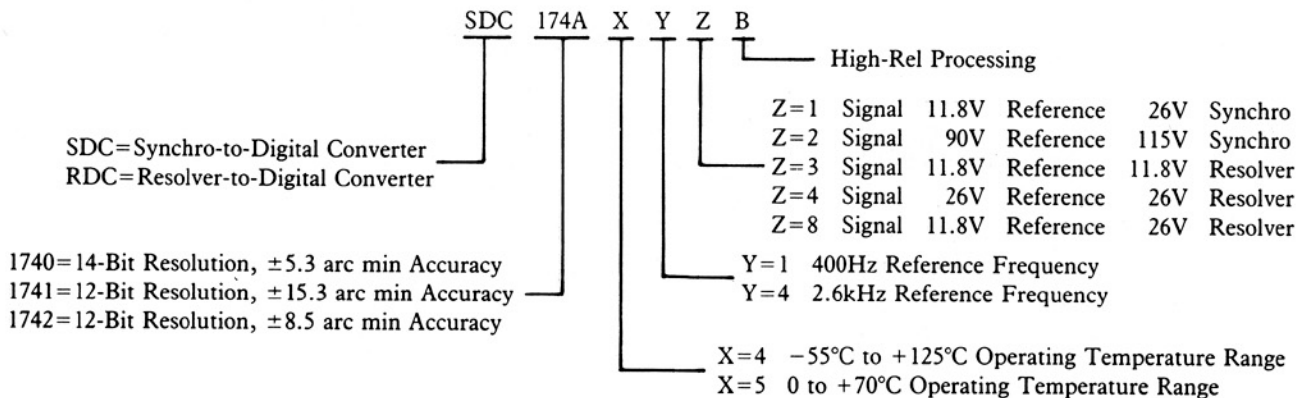 SDC 174A X Y Z B
High-Rel Processing
Z=1 Signal 11.8V Reference 26V Synchro
Z=2 Signal 90V Reference 115V Synchro
Z=3 Signal 11.8V Reference 11.8V Resolver
Z=4 Signal 26V Reference 26V Resolver
Z=8 Signal 11.8V Reference 26V Resolver
SDC=Synchro-to-Digital Converter
RDC=Resolver-to-Digital Converter
1740=14-Bit Resolution, ±5.3 arc min Accuracy
1741=12-Bit Resolution, ±15.3 arc min Accuracy
1742=12-Bit Resolution, ±8.5 arc min Accuracy
Y=1 400Hz Reference Frequency
Y=4 2.6kHz Reference Frequency
X=4 −55°C to +125°C Operating Temperature Range
X=5 0 to +70°C Operating Temperature Range